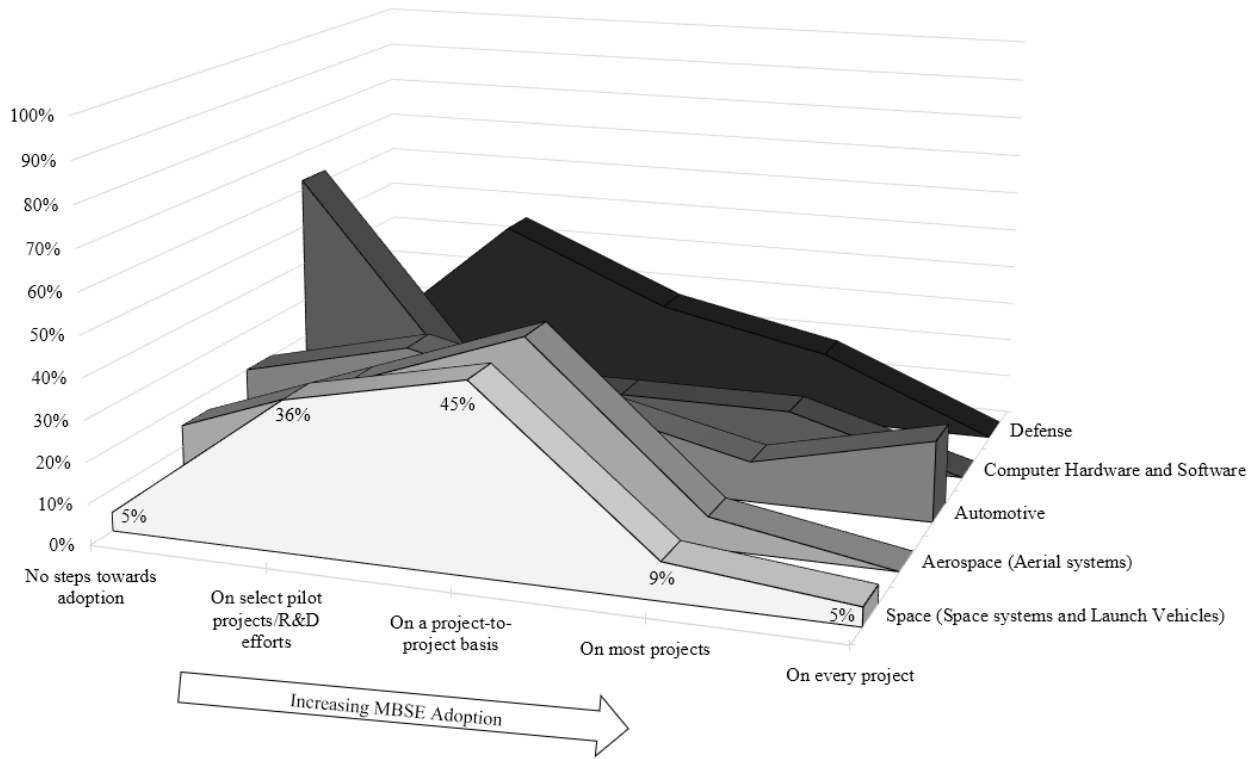 100%
90%
80%
70%
60%
50%
40%
30%
20%
10%
0%
36%
45%
5%
9%
5%
Defense
Computer Hardware and Software
Automotive
Aerospace (Aerial systems)
Space (Space systems and Launch Vehicles)
No steps towards
adoption
On select pilot
projects/R&D
efforts
On a project-to-
project basis
On most projects
On every project
Increasing MBSE Adoption